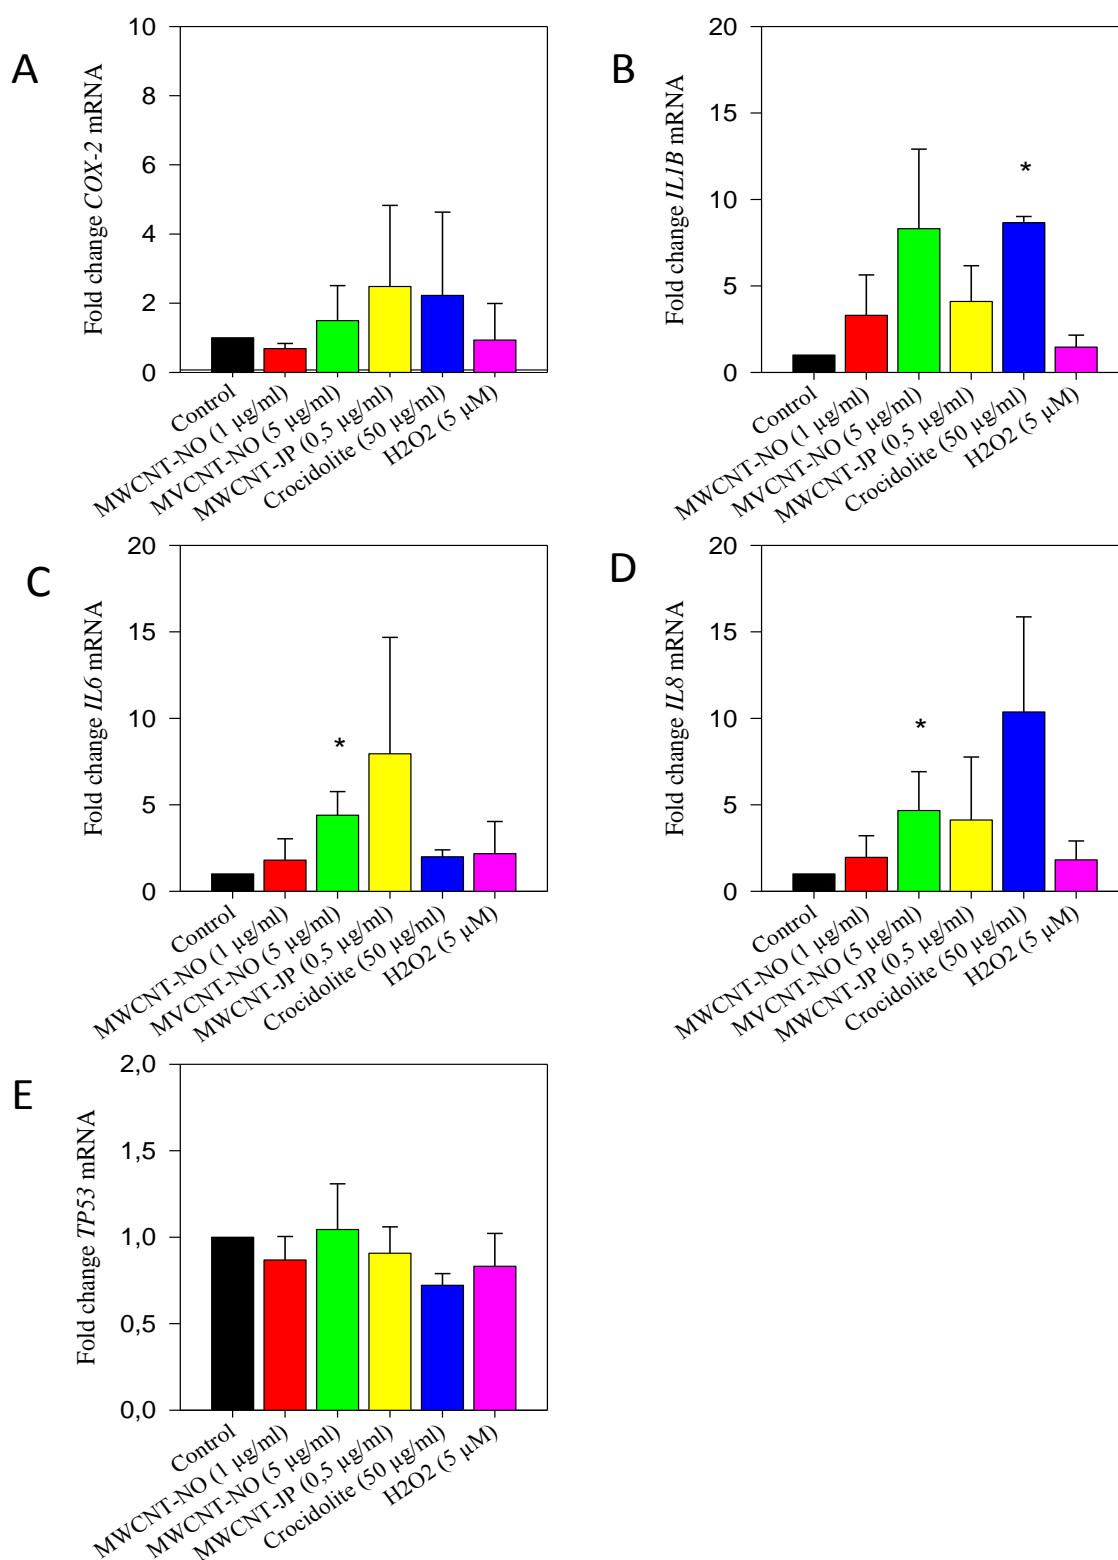 A
Fold change COX-2 mRNA
10
8
6
4
2
0
Control
MWCNT-NO (1 µg/ml)
MVCNT-NO (5 µg/ml)
MWCNT-JP (0,5 µg/ml)
Crocidolite (50 µg/ml)
H2O2 (5 µM)
B
Fold change IL1B mRNA
20
15
10
5
0
*
Control
MWCNT-NO (1 µg/ml)
MVCNT-NO (5 µg/ml)
MWCNT-JP (0,5 µg/ml)
Crocidolite (50 µg/ml)
H2O2 (5 µM)
C
Fold change IL6 mRNA
20
15
10
5
0
*
Control
MWCNT-NO (1 µg/ml)
MVCNT-NO (5 µg/ml)
MWCNT-JP (0,5 µg/ml)
Crocidolite (50 µg/ml)
H2O2 (5 µM)
D
Fold change IL8 mRNA
20
15
10
5
0
*
Control
MWCNT-NO (1 µg/ml)
MVCNT-NO (5 µg/ml)
MWCNT-JP (0,5 µg/ml)
Crocidolite (50 µg/ml)
H2O2 (5 µM)
E
Fold change TP53 mRNA
2,0
1,5
1,0
0,5
0,0
Control
MWCNT-NO (1 µg/ml)
MWCNT-NO (5 µg/ml)
MWCNT-JP (0,5 µg/ml)
Crocidolite (50 µg/ml)
H2O2 (5 µM)